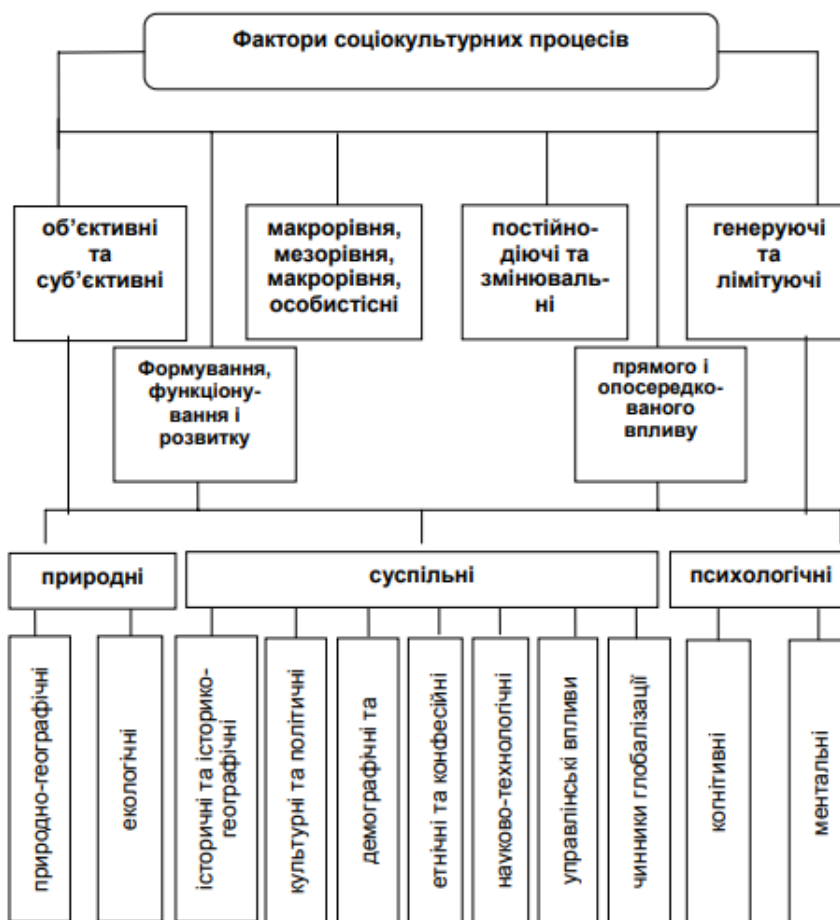 Фактори соціокультурних процесів
об’єктивні
та
суб’єктивні
макрорівня,
мезорівня,
макрорівня,
особистісні
постійно-
діючі та
змінюваль-
ні
генеруючі
та
лімітуючі
Формування,
функціону-
вання і
розвитку
прямого і
опосередко-
ваного
впливу
природні
суспільні
психологічні
природно-географічні
екологічні
історичні та історико-
географічні
культурні та політичні
демографічні та
етнічні та конфесійні
науково-технологічні
управлінські впливи
чинники глобалізації
когнітивні
ментальні